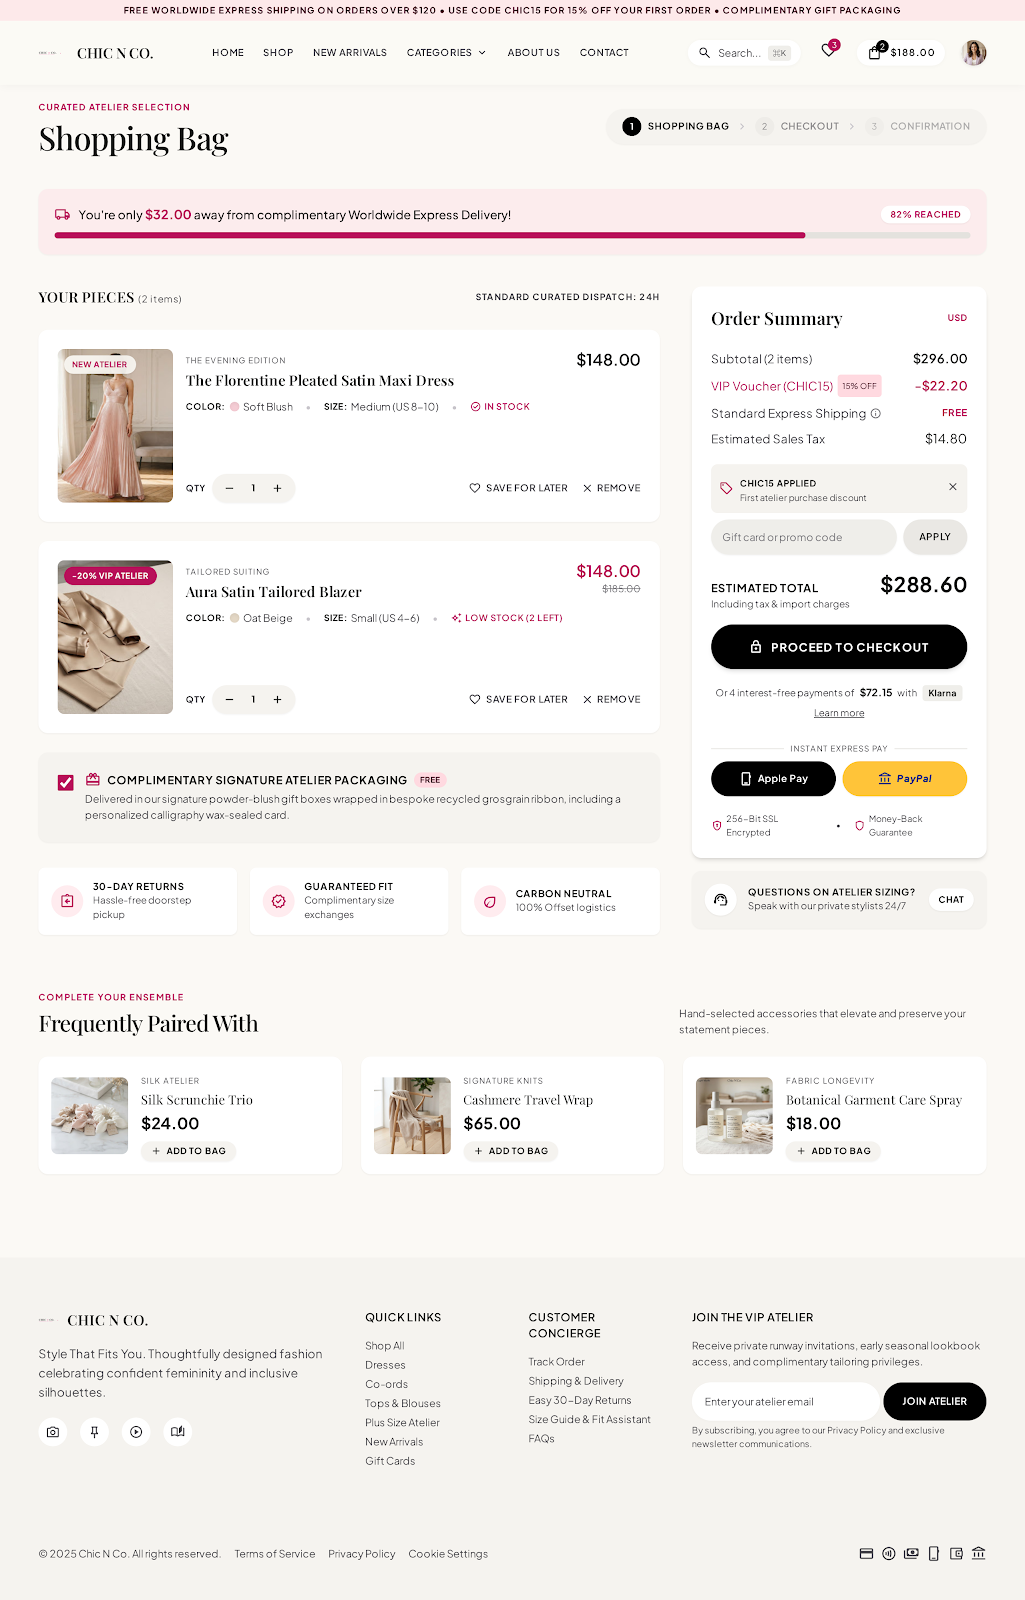 FREE WORLDWIDE EXPRESS SHIPPING ON ORDERS OVER $120 • USE CODE CHIC15 FOR 15% OFF YOUR FIRST ORDER • COMPLIMENTARY GIFT PACKAGING
CHIC N CO.
HOME
SHOP
NEW ARRIVALS
CATEGORIES
ABOUT US
CONTACT
Search...
⌘K
3
2
$188.00
CURATED ATELIER SELECTION
Shopping Bag
1 SHOPPING BAG
2 CHECKOUT
3 CONFIRMATION
You're only $32.00 away from complimentary Worldwide Express Delivery!
82% REACHED
YOUR PIECES (2 items)
STANDARD CURATED DISPATCH: 24H
NEW ATELIER
THE EVENING EDITION
$148.00
The Florentine Pleated Satin Maxi Dress
COLOR: Soft Blush • SIZE: Medium (US 8–10) • IN STOCK
QTY − 1 +
SAVE FOR LATER
REMOVE
-20% VIP ATELIER
TAILORED SUITING
$148.00
$185.00
Aura Satin Tailored Blazer
COLOR: Oat Beige • SIZE: Small (US 4–6) • LOW STOCK (2 LEFT)
QTY − 1 +
SAVE FOR LATER
REMOVE
COMPLIMENTARY SIGNATURE ATELIER PACKAGING FREE
Delivered in our signature powder-blush gift boxes wrapped in bespoke recycled grosgrain ribbon, including a
personalized calligraphy wax-sealed card.
30-DAY RETURNS
Hassle-free doorstep
pickup
GUARANTEED FIT
Complimentary size
exchanges
CARBON NEUTRAL
100% Offset logistics
Order Summary
USD
Subtotal (2 items) $296.00
VIP Voucher (CHIC15) 15% OFF −$22.20
Standard Express Shipping FREE
Estimated Sales Tax $14.80
CHIC15 APPLIED
First atelier purchase discount
Gift card or promo code
APPLY
ESTIMATED TOTAL
Including tax & import charges
$288.60
PROCEED TO CHECKOUT
Or 4 interest-free payments of $72.15 with Klarna
Learn more
INSTANT EXPRESS PAY
Apple Pay
PayPal
256-Bit SSL
Encrypted
•
Money-Back
Guarantee
QUESTIONS ON ATELIER SIZING?
Speak with our private stylists 24/7
CHAT
COMPLETE YOUR ENSEMBLE
Frequently Paired With
Hand-selected accessories that elevate and preserve your
statement pieces.
SILK ATELIER
Silk Scrunchie Trio
$24.00
+ ADD TO BAG
SIGNATURE KNITS
Cashmere Travel Wrap
$65.00
+ ADD TO BAG
FABRIC LONGEVITY
Botanical Garment Care Spray
$18.00
+ ADD TO BAG
CHIC N CO.
Style That Fits You. Thoughtfully designed fashion
celebrating confident femininity and inclusive
silhouettes.
QUICK LINKS
Shop All
Dresses
Co-ords
Tops & Blouses
Plus Size Atelier
New Arrivals
Gift Cards
CUSTOMER
CONCIERGE
Track Order
Shipping & Delivery
Easy 30-Day Returns
Size Guide & Fit Assistant
FAQs
JOIN THE VIP ATELIER
Receive private runway invitations, early seasonal lookbook
access, and complimentary tailoring privileges.
Enter your atelier email
JOIN ATELIER
By subscribing, you agree to our Privacy Policy and exclusive
newsletter communications.
© 2025 Chic N Co. All rights reserved.
Terms of Service
Privacy Policy
Cookie Settings